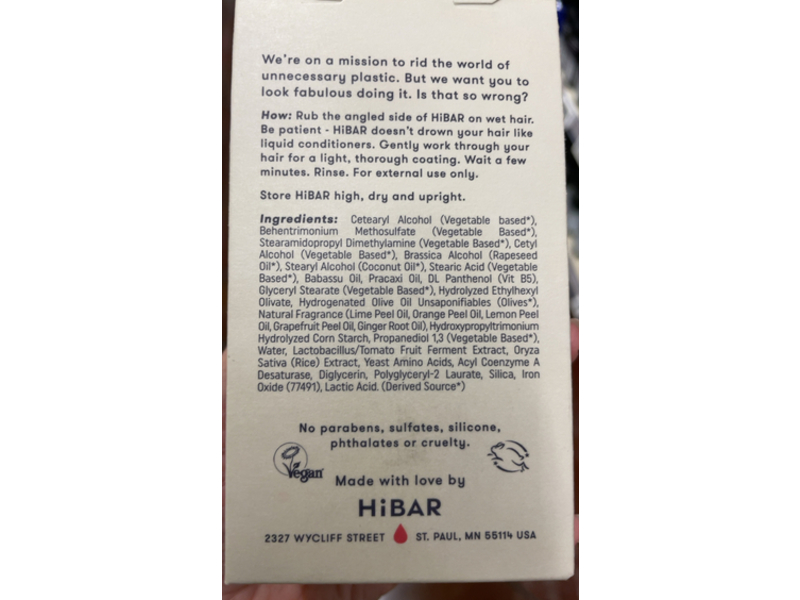 We're on a mission to rid the world of
unnecessary plastic. But we want you to
look fabulous doing it. Is that so wrong?
How: Rub the angled side of HiBAR on wet hair.
Be patient - HiBAR doesn't drown your hair like
liquid conditioners. Gently work through your
hair for a light, thorough coating. Wait a few
minutes. Rinse. For external use only.
Store HiBAR high, dry and upright.
Ingredients: Cetearyl Alcohol (Vegetable based*),
Behentrimonium Methosulfate (Vegetable Based*),
Stearamidopropyl Dimethylamine (Vegetable Based*), Cetyl
Alcohol (Vegetable Based*), Brassica Alcohol (Rapeseed
Oil*), Stearyl Alcohol (Coconut Oil*), Stearic Acid (Vegetable
Based*), Babassu Oil, Pracaxi Oil, DL Panthenol (Vit B5),
Glyceryl Stearate (Vegetable Based*), Hydrolyzed Ethylhexyl
Olivate, Hydrogenated Olive Oil Unsaponifiables (Olives*),
Natural Fragrance (Lime Peel Oil, Orange Peel Oil, Lemon Peel
Oil, Grapefruit Peel Oil, Ginger Root Oil), Hydroxypropyltrimonium
Hydrolyzed Corn Starch, Propanediol 1,3 (Vegetable Based*),
Water, Lactobacillus/Tomato Fruit Ferment Extract, Oryza
Sativa (Rice) Extract, Yeast Amino Acids, Acyl Coenzyme A
Desaturase, Diglycerin, Polyglyceryl-2 Laurate, Silica, Iron
Oxide (77491), Lactic Acid. (Derived Source*)
No parabens, sulfates, silicone,
phthalates or cruelty.
Vegan
Made with love by
HiBAR
2327 WYCLIFF STREET ST. PAUL, MN 55114 USA